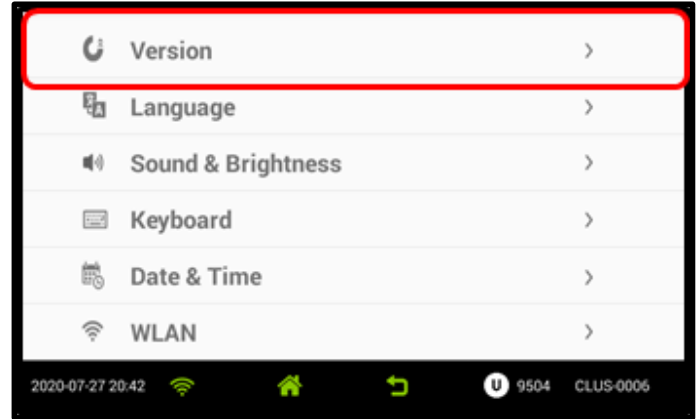 Version
Language
Sound & Brightness
Keyboard
Date & Time
WLAN
2020-07-27 20:42 U 9504 CLUS-0006